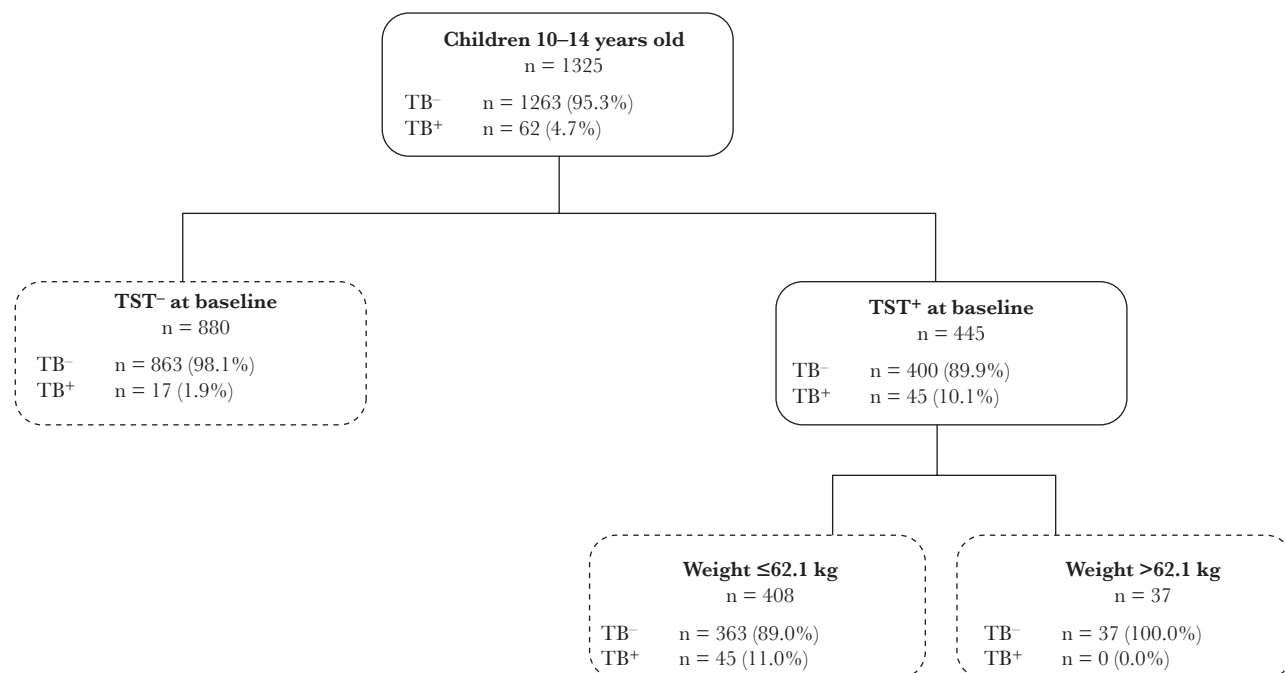 Children 10–14 years old
n = 1325
TB⁻ n = 1263 (95.3%)
TB⁺ n = 62 (4.7%)
TST⁻ at baseline
n = 880
TB⁻ n = 863 (98.1%)
TB⁺ n = 17 (1.9%)
TST⁺ at baseline
n = 445
TB⁻ n = 400 (89.9%)
TB⁺ n = 45 (10.1%)
Weight ≤62.1 kg
n = 408
TB⁻ n = 363 (89.0%)
TB⁺ n = 45 (11.0%)
Weight >62.1 kg
n = 37
TB⁻ n = 37 (100.0%)
TB⁺ n = 0 (0.0%)